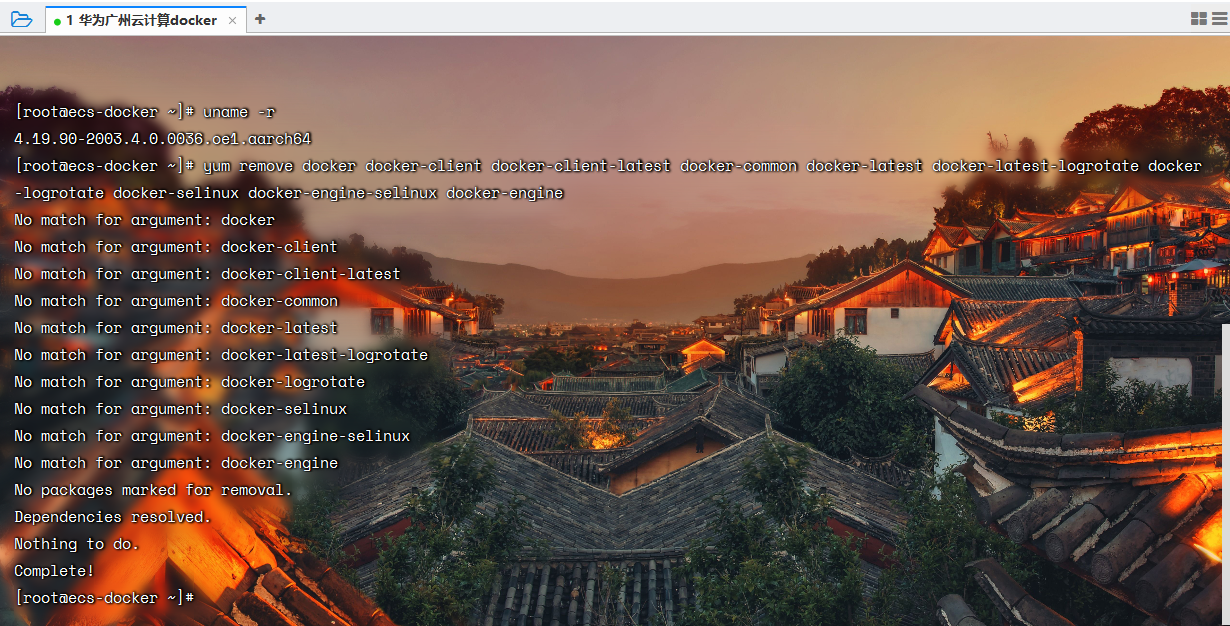 1 华为广州云计算docker
[root@ecs-docker ~]# uname -r
4.19.90-2003.4.0.0036.oe1.aarch64
[root@ecs-docker ~]# yum remove docker docker-client docker-client-latest docker-common docker-latest docker-latest-logrotate docker
-logrotate docker-selinux docker-engine-selinux docker-engine
No match for argument: docker
No match for argument: docker-client
No match for argument: docker-client-latest
No match for argument: docker-common
No match for argument: docker-latest
No match for argument: docker-latest-logrotate
No match for argument: docker-logrotate
No match for argument: docker-selinux
No match for argument: docker-engine-selinux
No match for argument: docker-engine
No packages marked for removal.
Dependencies resolved.
Nothing to do.
Complete!
[root@ecs-docker ~]#